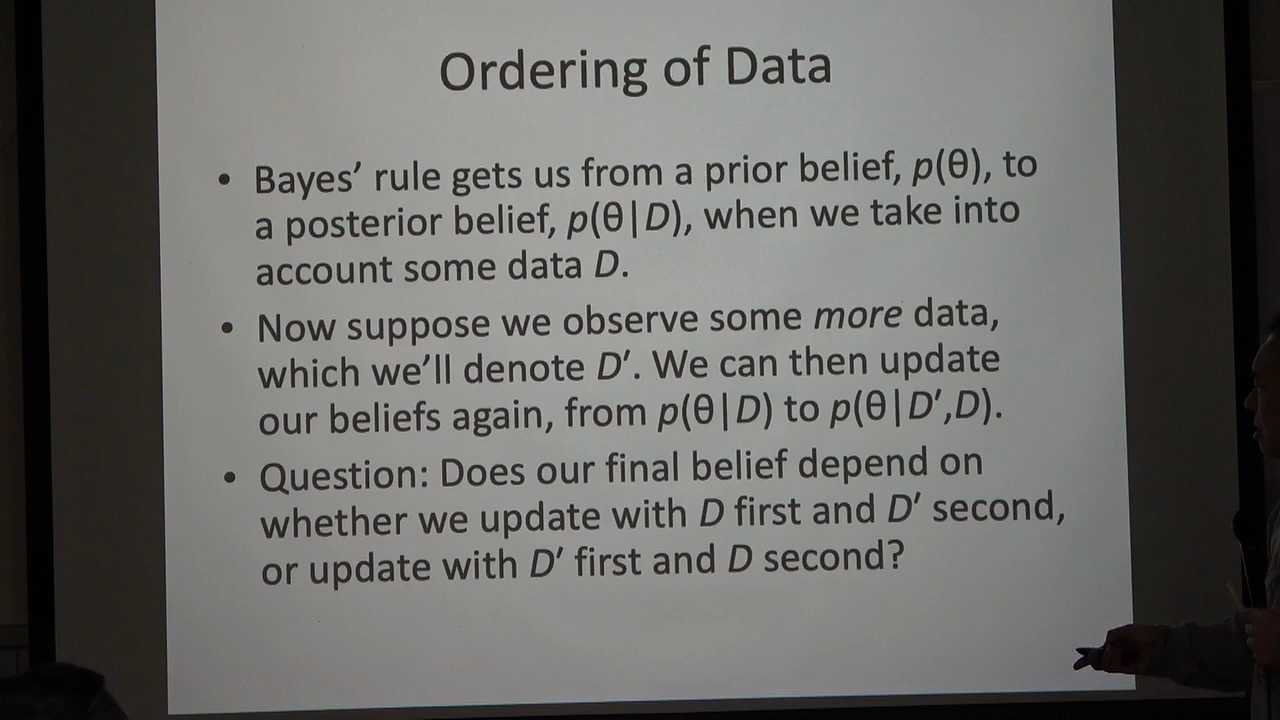 Ordering of Data
• Bayes’ rule gets us from a prior belief, p(θ), to
a posterior belief, p(θ|D), when we take into
account some data D.
• Now suppose we observe some more data,
which we’ll denote D′. We can then update
our beliefs again, from p(θ|D) to p(θ|D′,D).
• Question: Does our final belief depend on
whether we update with D first and D′ second,
or update with D′ first and D second?